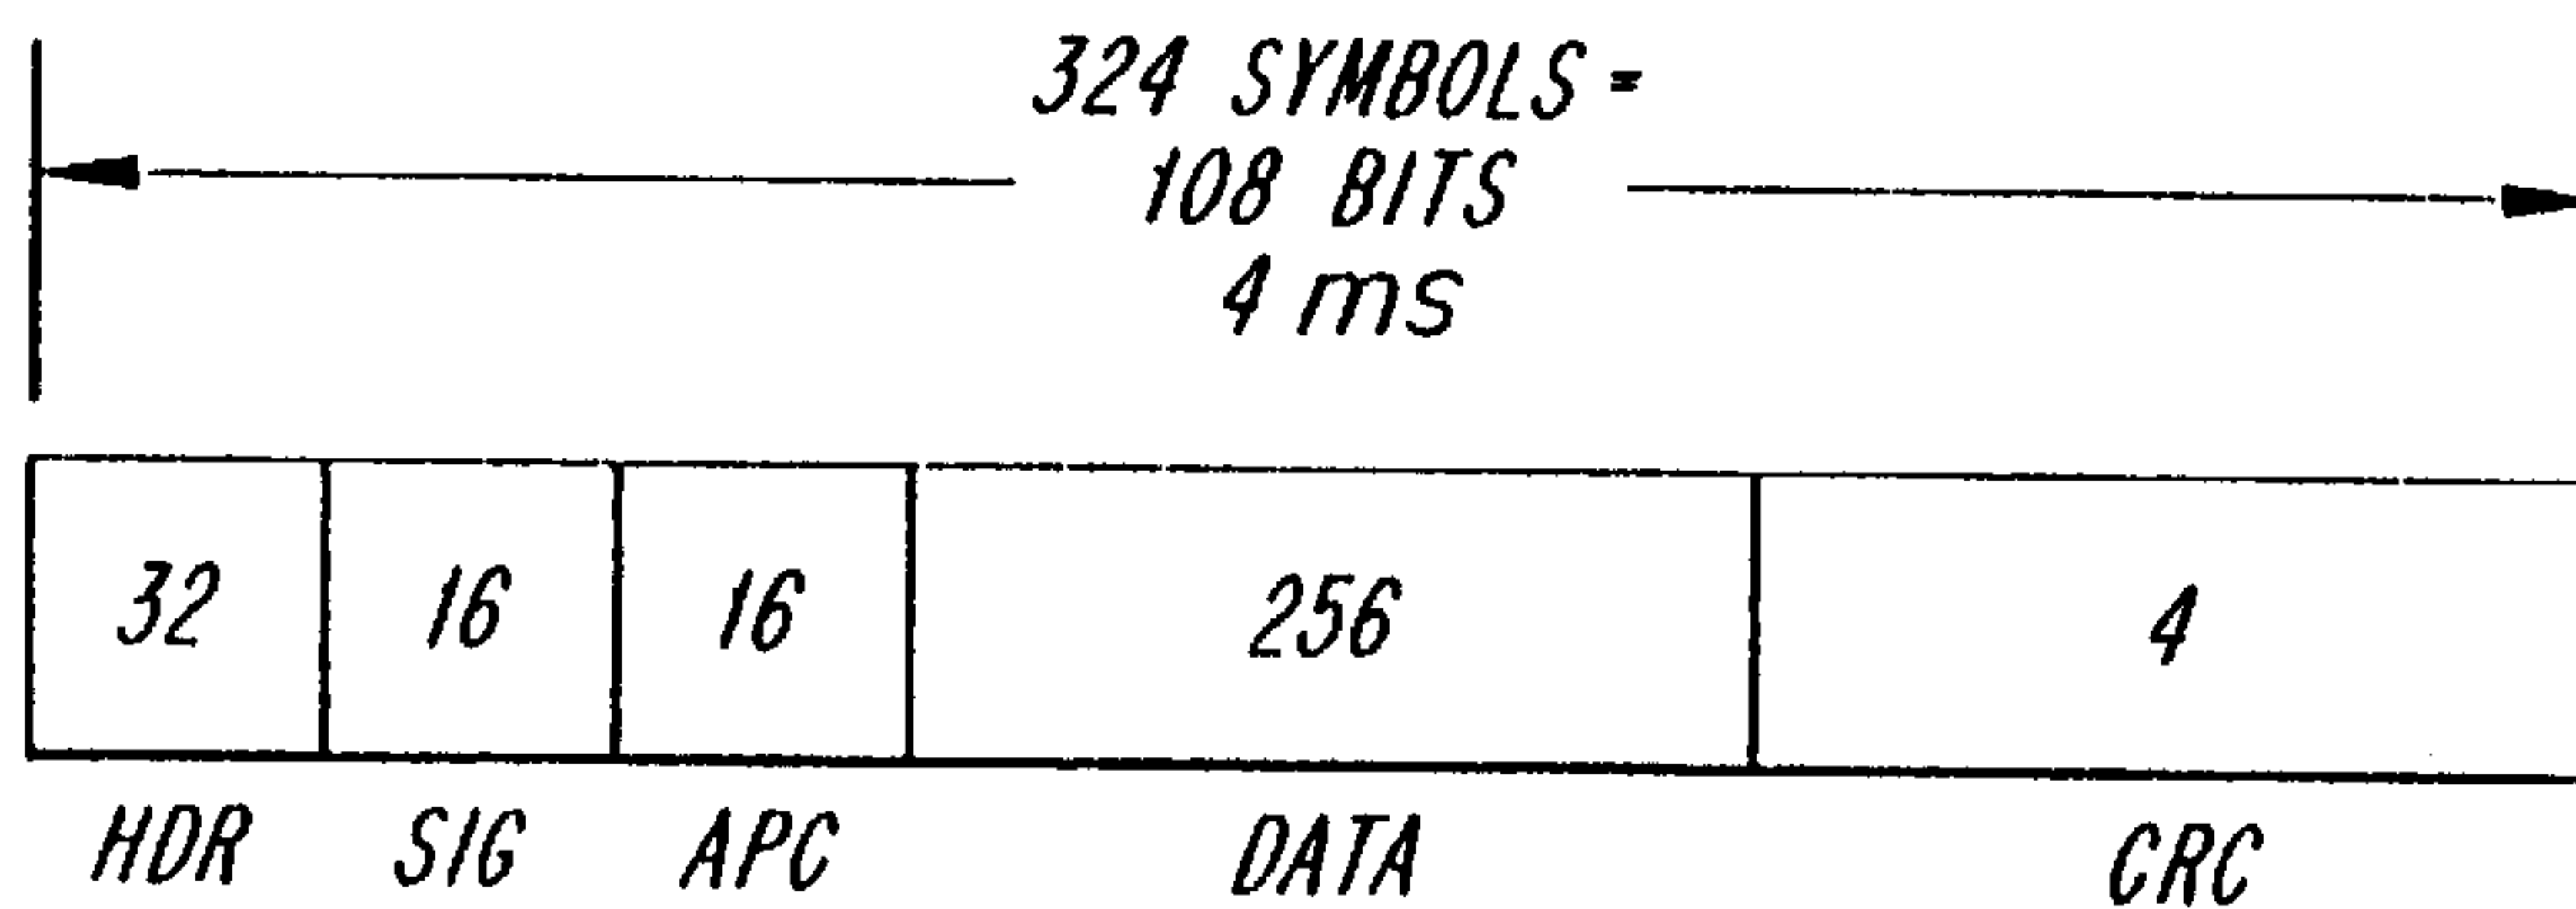 324 SYMBOLS =
108 BITS
4 ms
32 16 16 256 4
HDR SIG APC DATA CRC